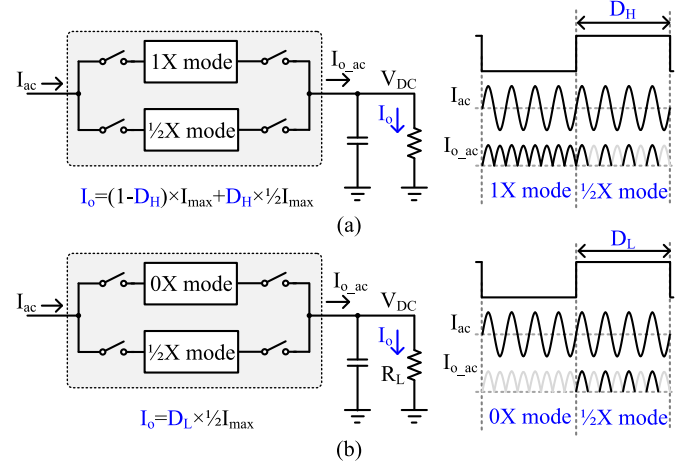 D_H
1X mode
I_ac
I_o_ac
V_DC
I_o
½X mode
I_ac
I_o_ac
1X mode ½X mode
I_o=(1-D_H)×I_max+D_H×½I_max
(a)
D_L
0X mode
I_ac
I_o_ac
V_DC
I_o
½X mode
R_L
I_ac
I_o_ac
0X mode ½X mode
I_o=D_L×½I_max
(b)